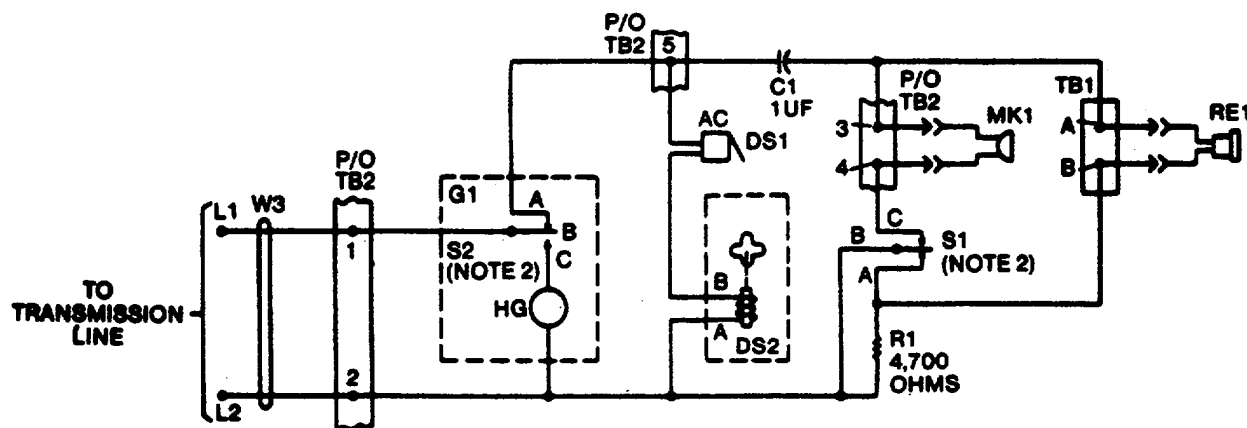 P/O
TB2
5
C1
1UF
P/O
TB2
3
4
MK1
TB1
A
B
RE1
AC
DS1
P/O
TB2
1
2
W3
L1
L2
TO
TRANSMISSION
LINE
G1
A
B
C
S2
(NOTE 2)
HG
B
A
DS2
C
B
A
S1
(NOTE 2)
R1
4,700
OHMS